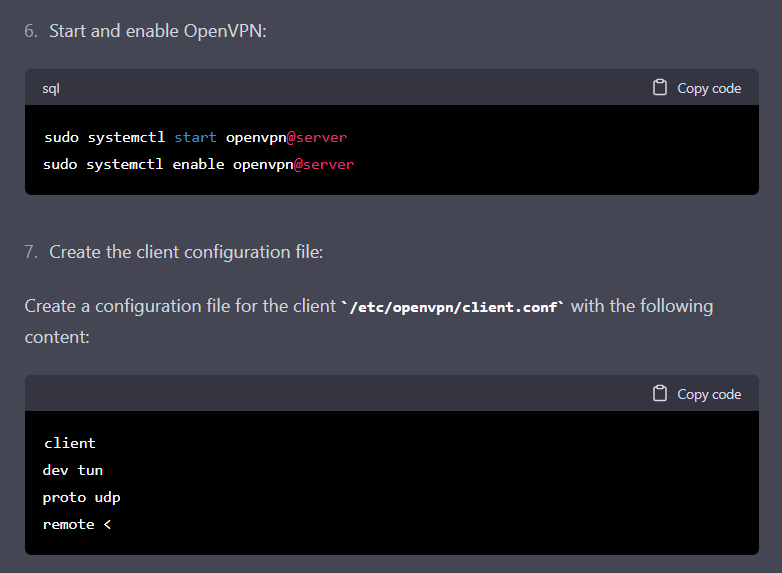 6. Start and enable OpenVPN:
sql Copy code
sudo systemctl start openvpn@server
sudo systemctl enable openvpn@server
7. Create the client configuration file:
Create a configuration file for the client `/etc/openvpn/client.conf` with the following
content:
Copy code
client
dev tun
proto udp
remote <